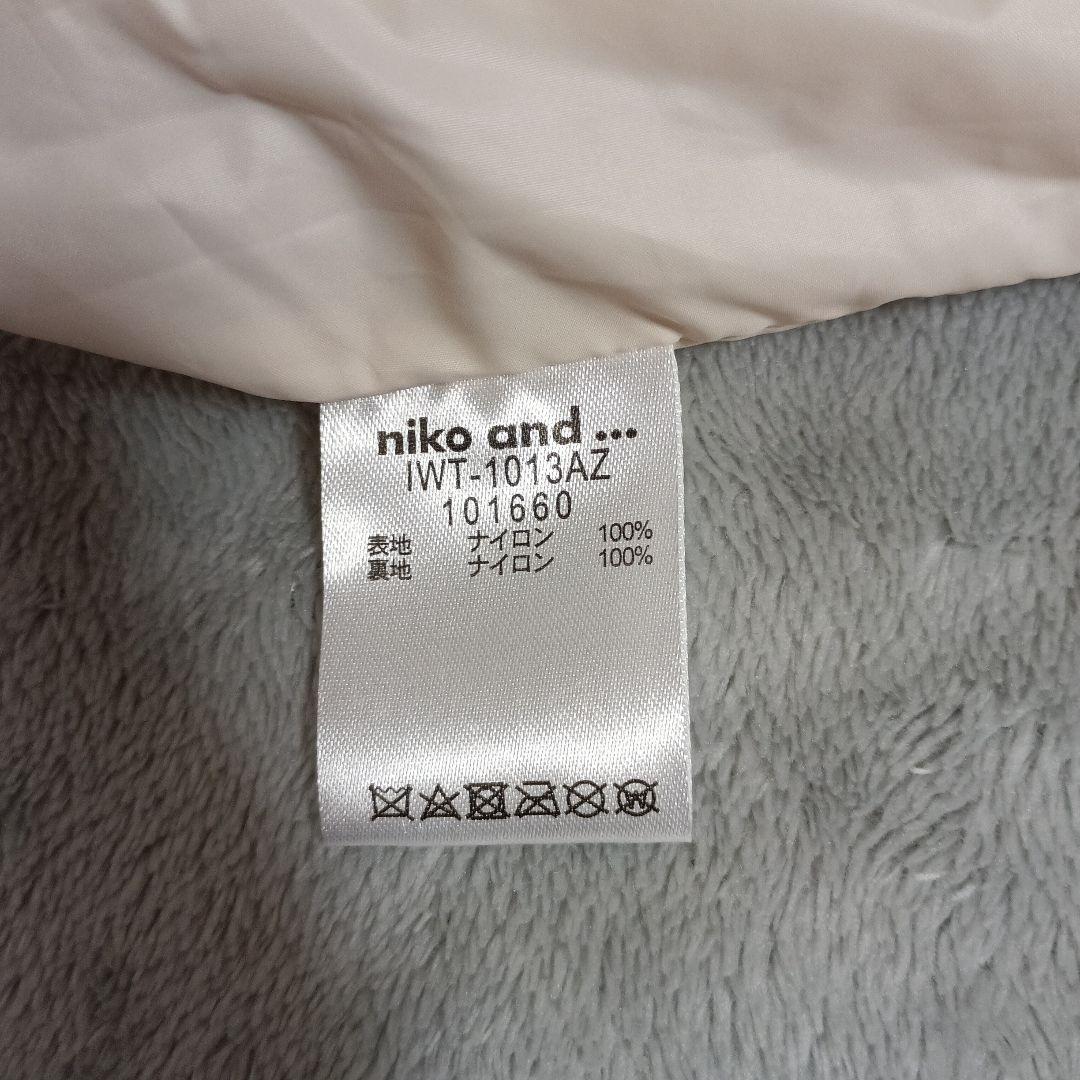 niko and ...
IWT-1013AZ
101660
表地 ナイロン 100%
裏地 ナイロン 100%
W